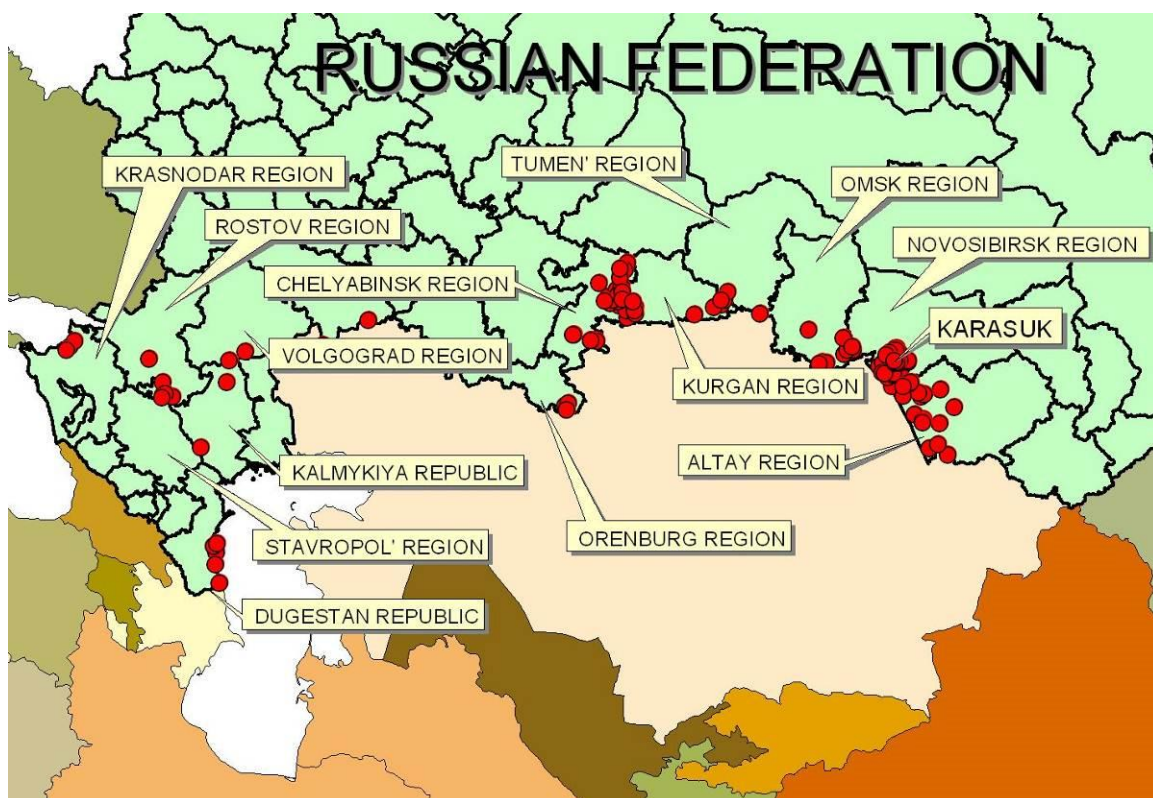 RUSSIAN FEDERATION
TUMEN' REGION
KRASNODAR REGION
OMSK REGION
ROSTOV REGION
NOVOSIBIRSK REGION
CHELYABINSK REGION
KARASUK
VOLGOGRAD REGION
KURGAN REGION
ALTAY REGION
KALMYKIYA REPUBLIC
ORENBURG REGION
STAVROPOL' REGION
DUGESTAN REPUBLIC